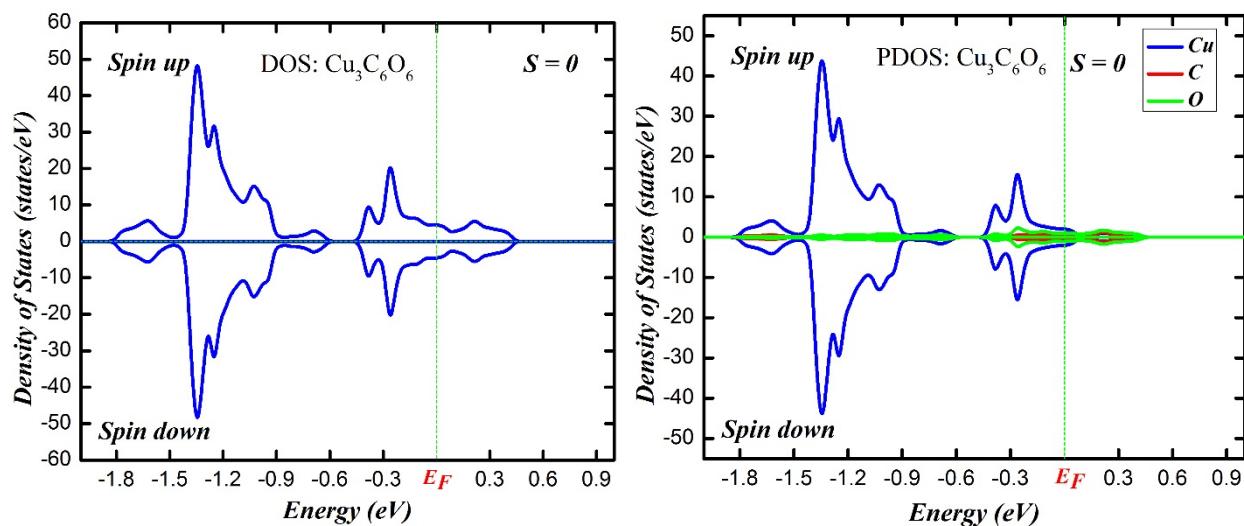 DOS: Cu₃C₆O₆
S = 0
Spin up
Spin down
Density of States (states/eV)
60
50
40
30
20
10
0
-10
-20
-30
-40
-50
-60
-1.8 -1.5 -1.2 -0.9 -0.6 -0.3 E_F 0.3 0.6 0.9
Energy (eV)
PDOS: Cu₃C₆O₆
S = 0
Cu
C
O
Spin up
Spin down
Density of States (states/eV)
50
40
30
20
10
0
-10
-20
-30
-40
-50
-1.8 -1.5 -1.2 -0.9 -0.6 -0.3 E_F 0.3 0.6 0.9
Energy (eV)